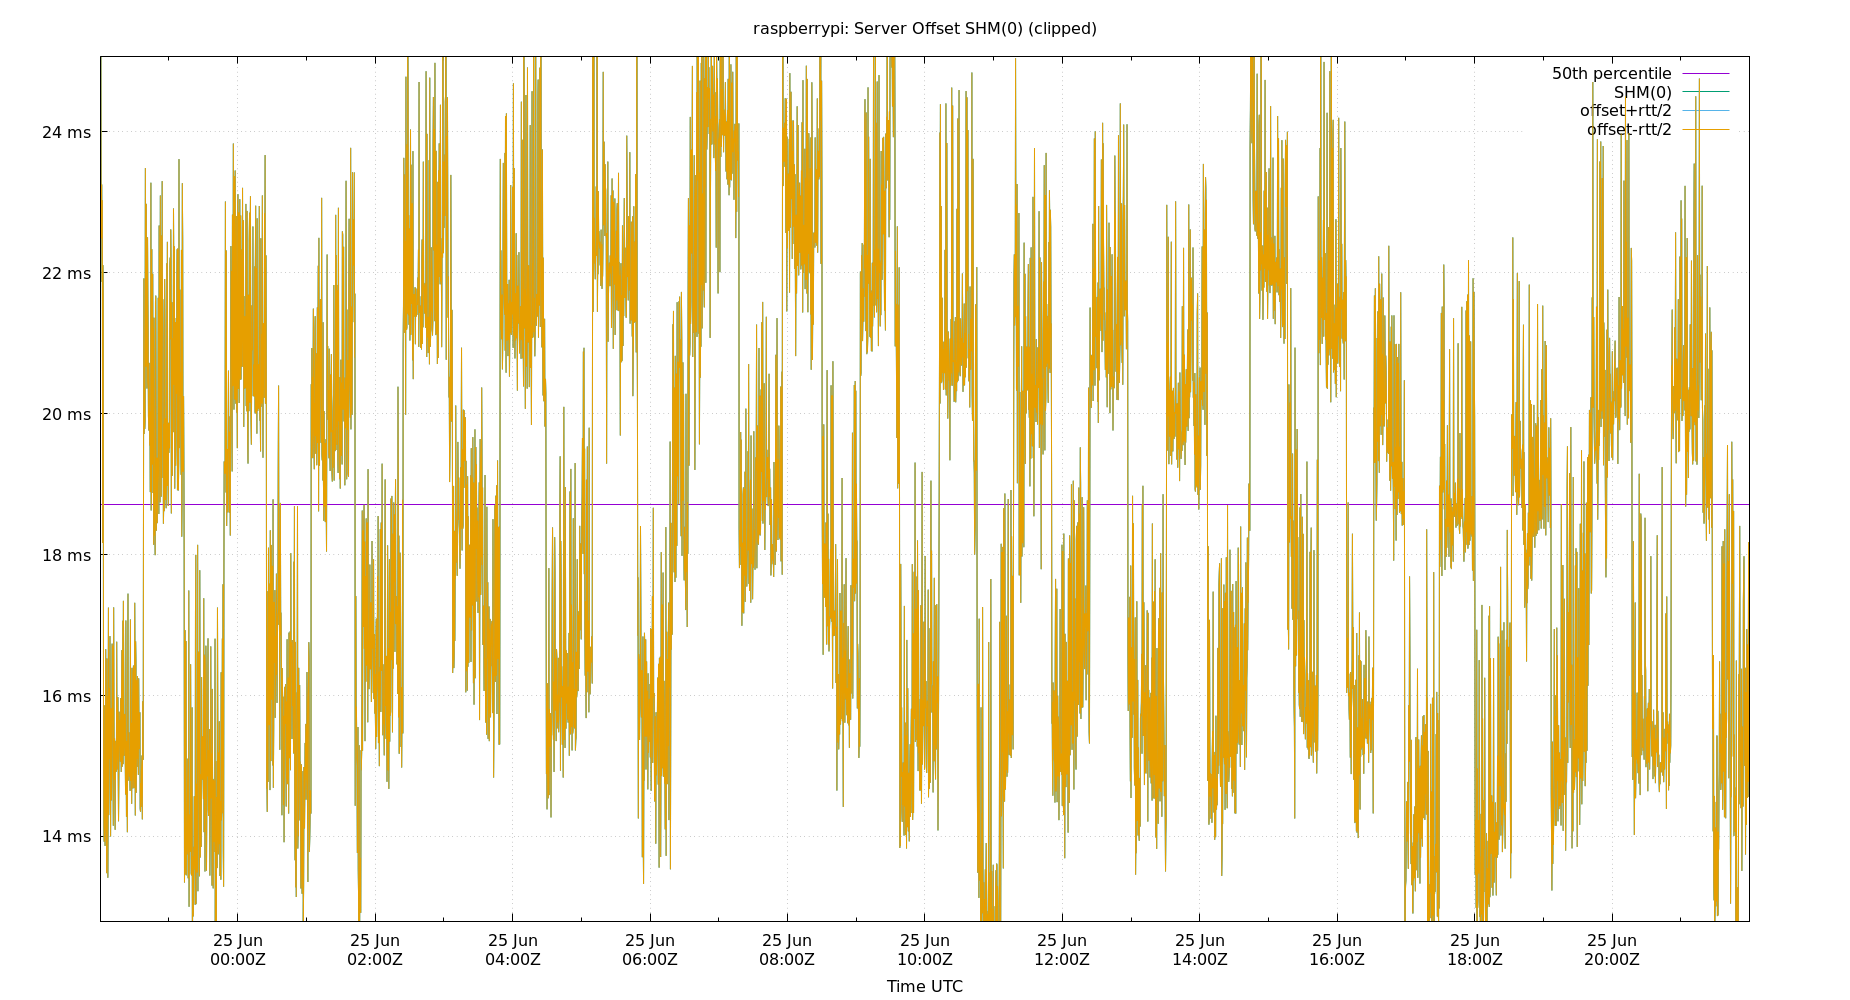 raspberrypi: Server Offset SHM(0) (clipped)
50th percentile
SHM(0)
offset+rtt/2
offset-rtt/2
24 ms
22 ms
20 ms
18 ms
16 ms
14 ms
25 Jun 25 Jun 25 Jun 25 Jun 25 Jun 25 Jun 25 Jun 25 Jun 25 Jun 25 Jun 25 Jun
00:00Z 02:00Z 04:00Z 06:00Z 08:00Z 10:00Z 12:00Z 14:00Z 16:00Z 18:00Z 20:00Z
Time UTC